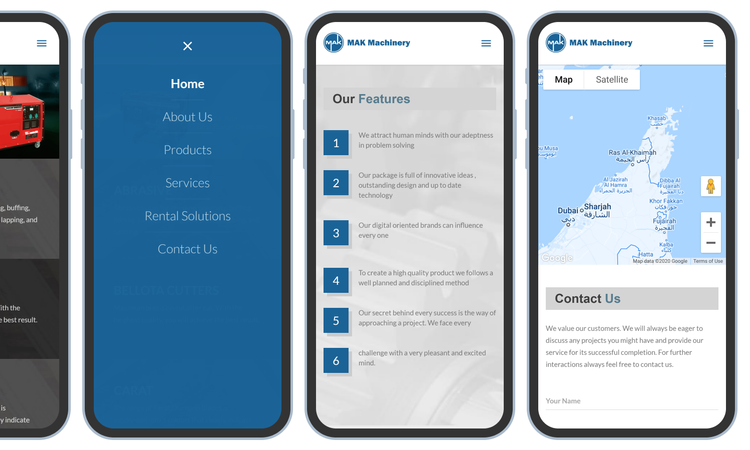 g, buffing,
lapping, and
ith the
e best result.
is
y indicate
Home
About Us
Products
Services
Rental Solutions
Contact Us
MAK MAK Machinery
Our Features
1 We attract human minds with our adeptness
in problem solving
2 Our package is full of innovative ideas ,
outstanding design and up to date
technology
3 Our digital oriented brands can influence
every one
4 To create a high quality product we follows a
well planned and disciplined method
5 Our secret behind every success is the way of
approaching a project. We face every
6 challenge with a very pleasant and excited
mind.
MAK MAK Machinery
Map Satellite
Khasab
خصب
Ras Al-Khaimah
رأس الخيمة
Al Jazirah
Al Hamra
الجزيرة الحمراء
Dibba Al
Fujairah
Khor Fakkan
خورفكان
Sharjah
الشارقة
Dubai
دبي
Fujairah
الفجيرة
Kalba
كلباء
Hatta
Google
Map data ©2020 Google Terms of Use
Contact Us
We value our customers. We will always be eager to
discuss any projects you might have and provide our
service for its successful completion. For further
interactions always feel free to contact us.
Your Name